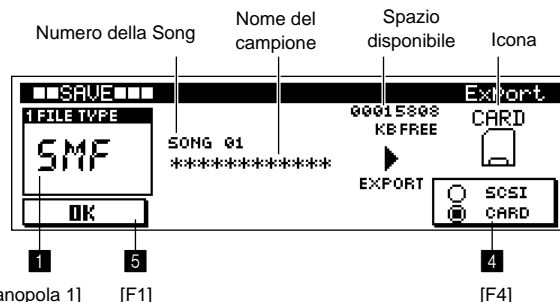 Numero della Song
Nome del campione
Spazio disponibile
Icona
SAVE
Export
1 FILE TYPE
SMF
SONG 01
************
00015808
KB FREE
CARD
EXPORT
OK
SCSI
CARD
1
5
4
anopola 1]
[F1]
[F4]